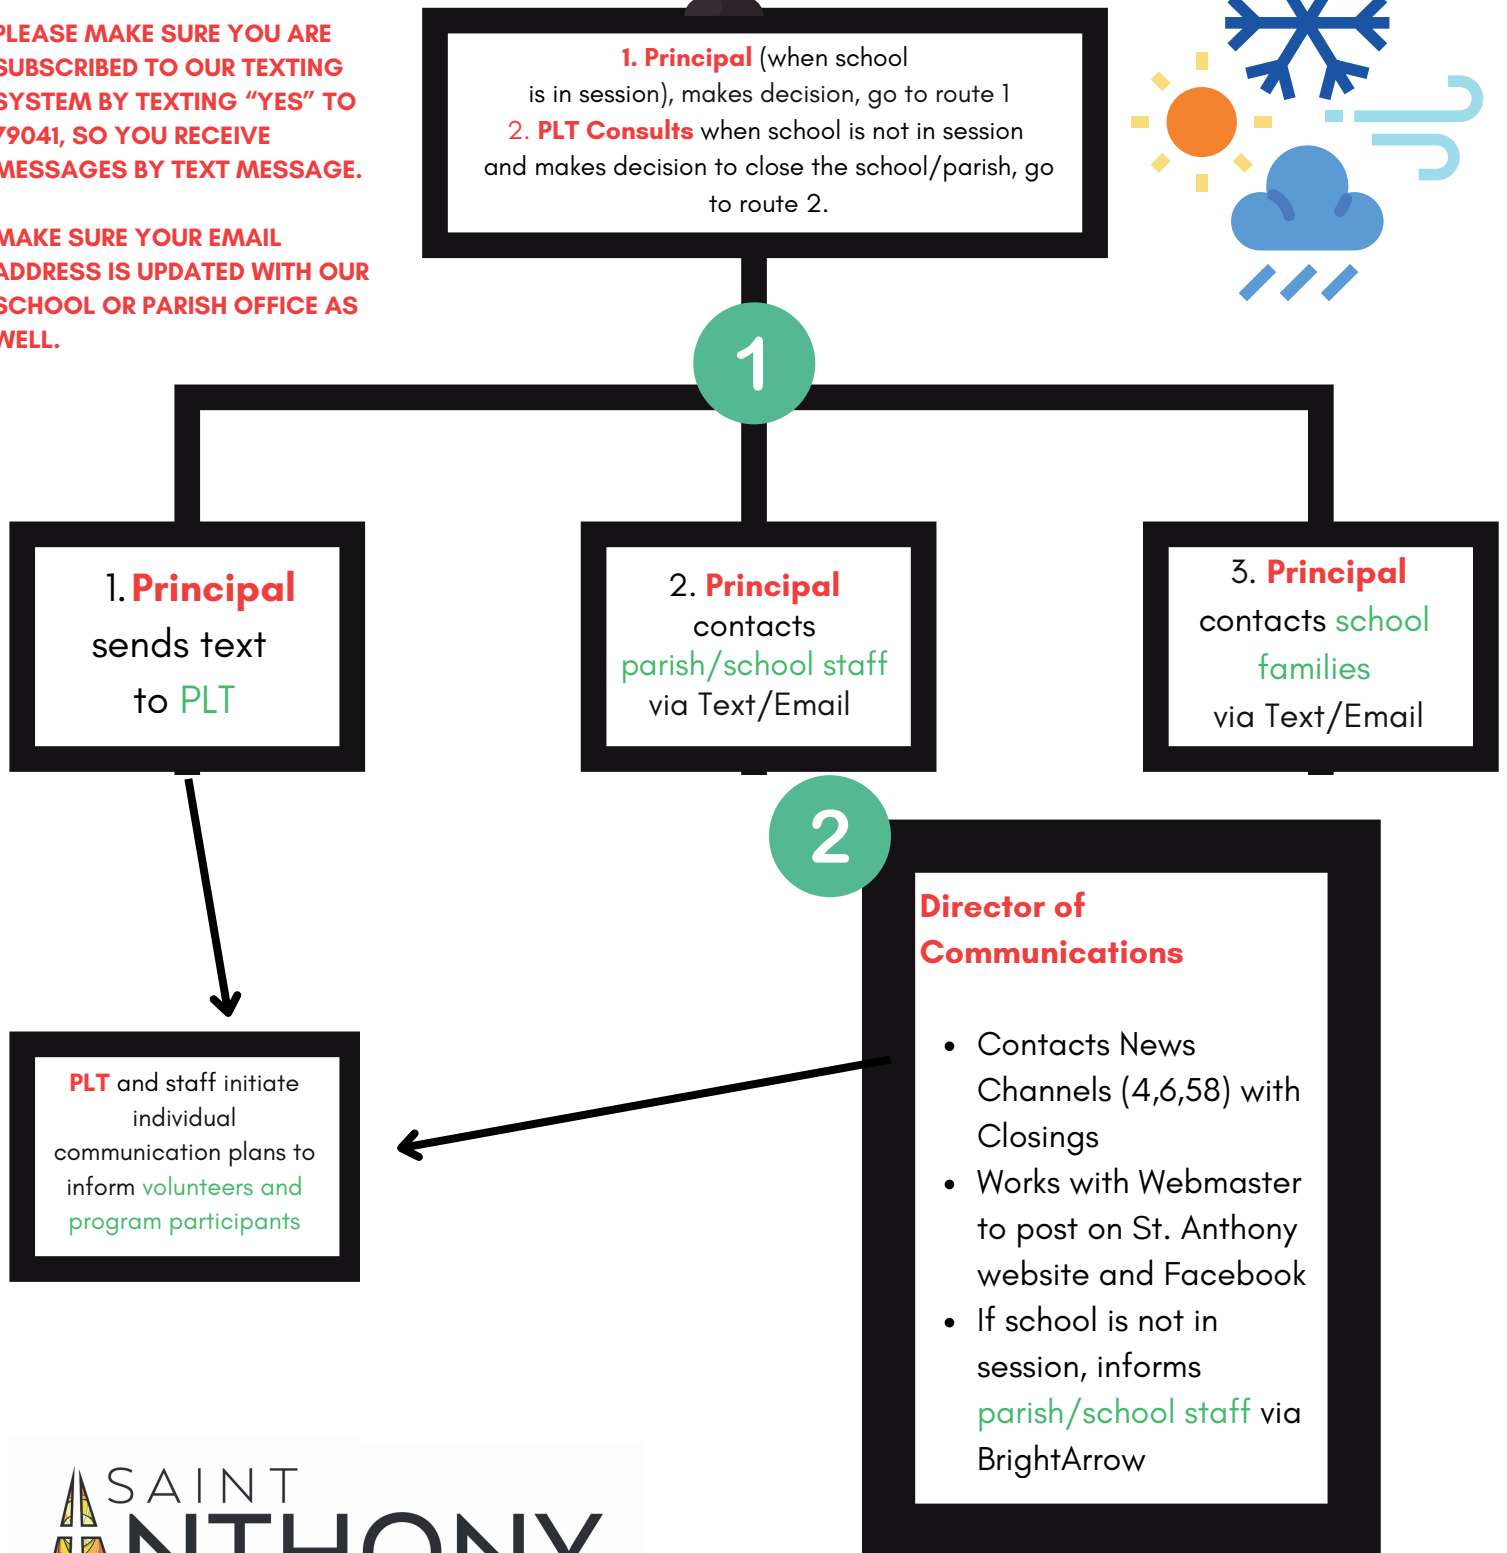 PLEASE MAKE SURE YOU ARE
SUBSCRIBED TO OUR TEXTING
SYSTEM BY TEXTING “YES” TO
79041, SO YOU RECEIVE
MESSAGES BY TEXT MESSAGE.
MAKE SURE YOUR EMAIL
ADDRESS IS UPDATED WITH OUR
SCHOOL OR PARISH OFFICE AS
WELL.
1. Principal (when school
is in session), makes decision, go to route 1
2. PLT Consults when school is not in session
and makes decision to close the school/parish, go
to route 2.
1
1. Principal
sends text
to PLT
2. Principal
contacts
parish/school staff
via Text/Email
3. Principal
contacts school
families
via Text/Email
2
Director of
Communications
• Contacts News
Channels (4,6,58) with
Closings
• Works with Webmaster
to post on St. Anthony
website and Facebook
• If school is not in
session, informs
parish/school staff via
BrightArrow
PLT and staff initiate
individual
communication plans to
inform volunteers and
program participants
SAINT
ANTHONY